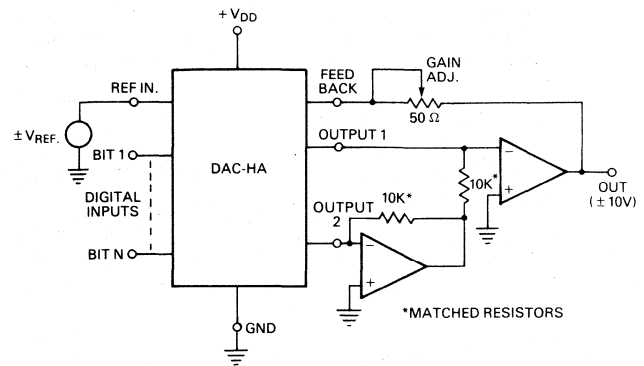 + VDD
REF IN.
± VREF.
BIT 1
DIGITAL
INPUTS
BIT N
DAC-HA
GND
FEED
BACK
GAIN
ADJ.
50 Ω
OUTPUT 1
10K*
10K*
OUTPUT
2
−
+
−
+
OUT
(± 10V)
*MATCHED RESISTORS